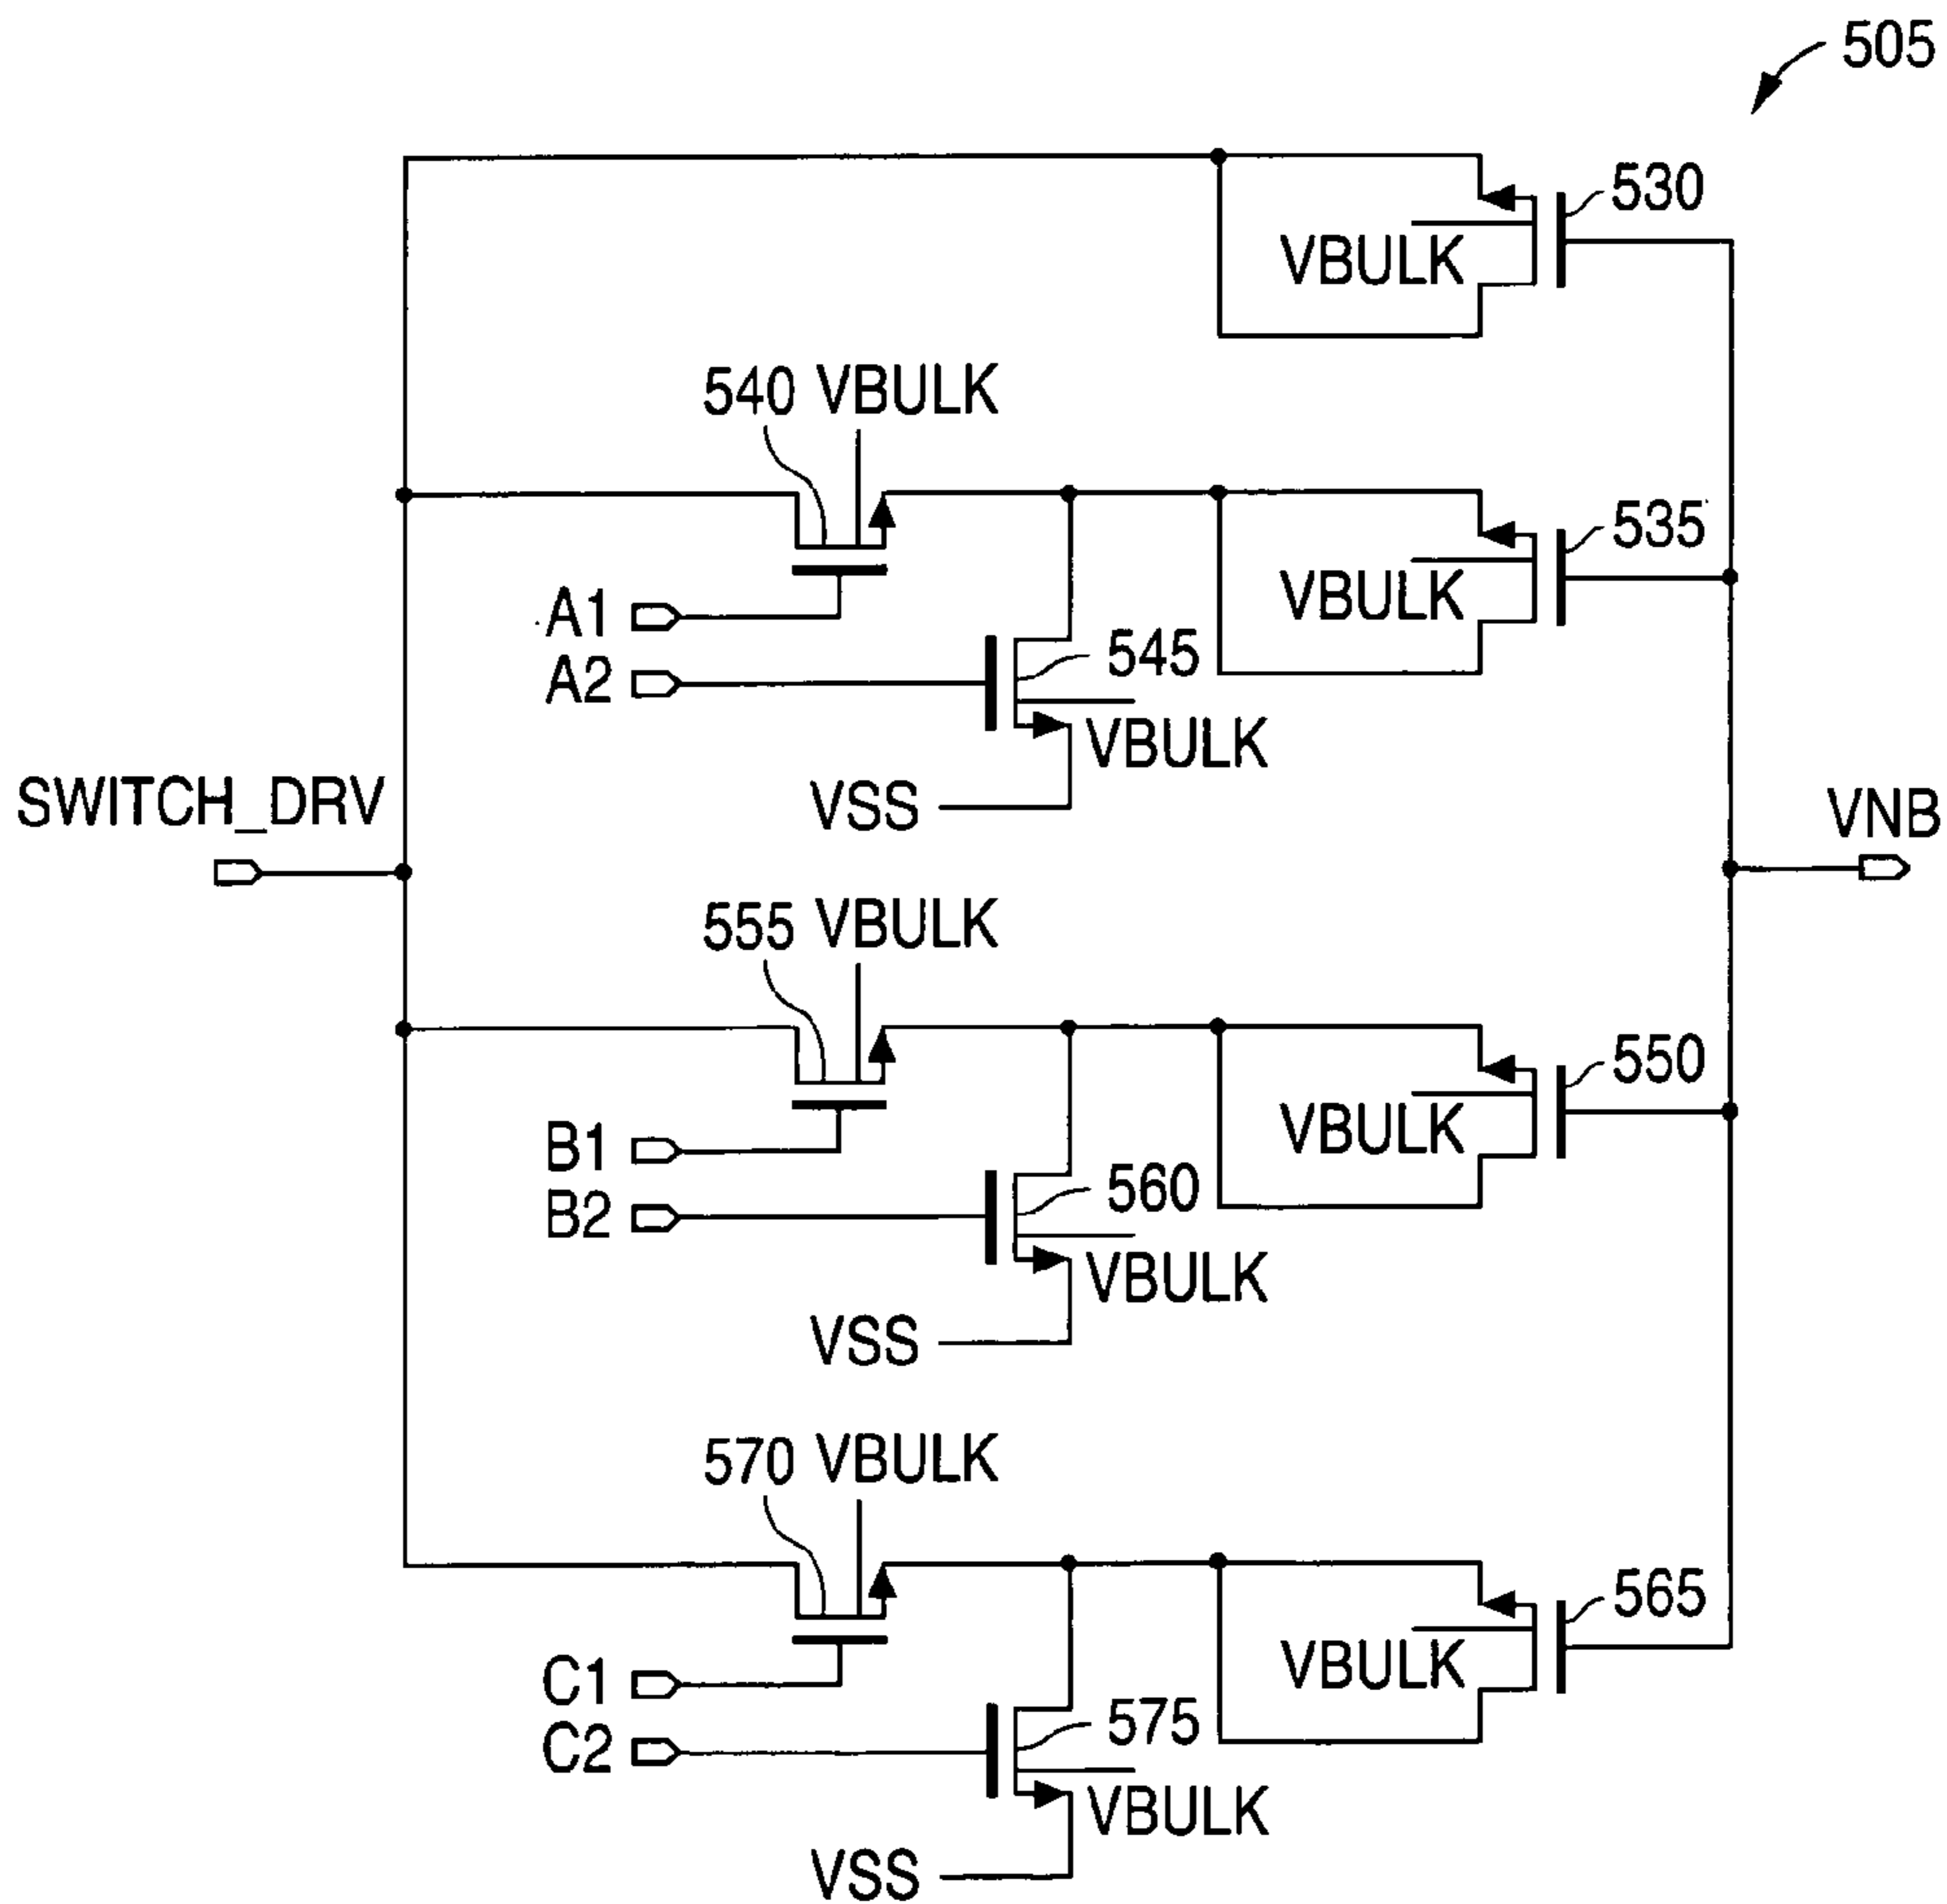 505
530
VBULK
540 VBULK
535
VBULK
A1
545
A2
VBULK
SWITCH_DRV
VSS
VNB
555 VBULK
550
VBULK
B1
560
B2
VBULK
VSS
570 VBULK
565
VBULK
C1
575
C2
VBULK
VSS